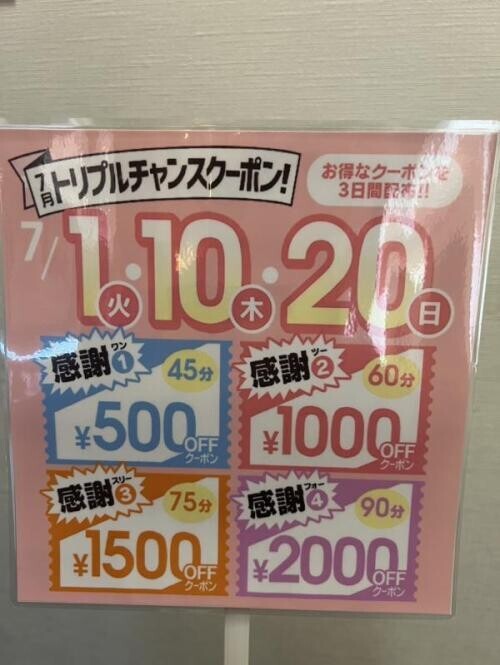 7月トリプルチャンスクーポン!
お得なクーポンを
3日間配布!!
7/1火・10木・20日
感謝ワン1 45分
¥500OFF
クーポン
感謝ツー2 60分
¥1000OFF
クーポン
感謝スリー3 75分
¥1500OFF
クーポン
感謝フォー4 90分
¥2000OFF
クーポン